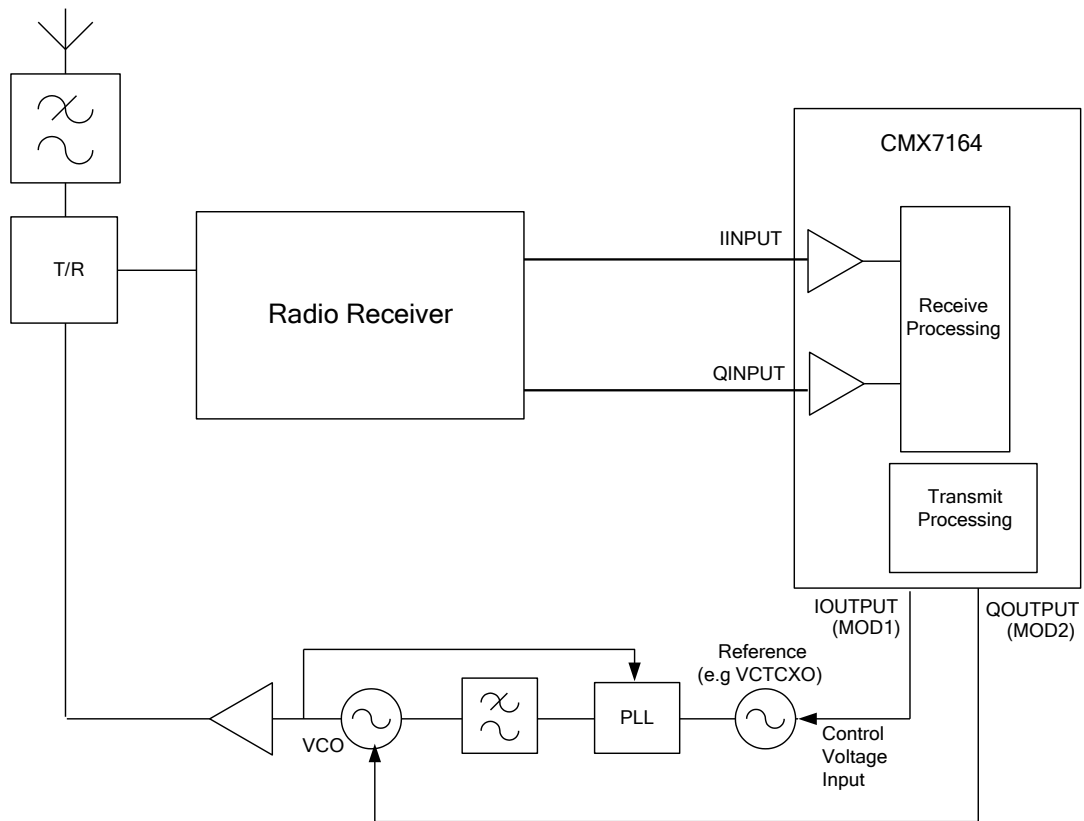 CMX7164
IINPUT
T/R
Radio Receiver
Receive
Processing
QINPUT
Transmit
Processing
IOUTPUT
(MOD1)
QOUTPUT
(MOD2)
Reference
(e.g VCTCXO)
PLL
VCO
Control
Voltage
Input